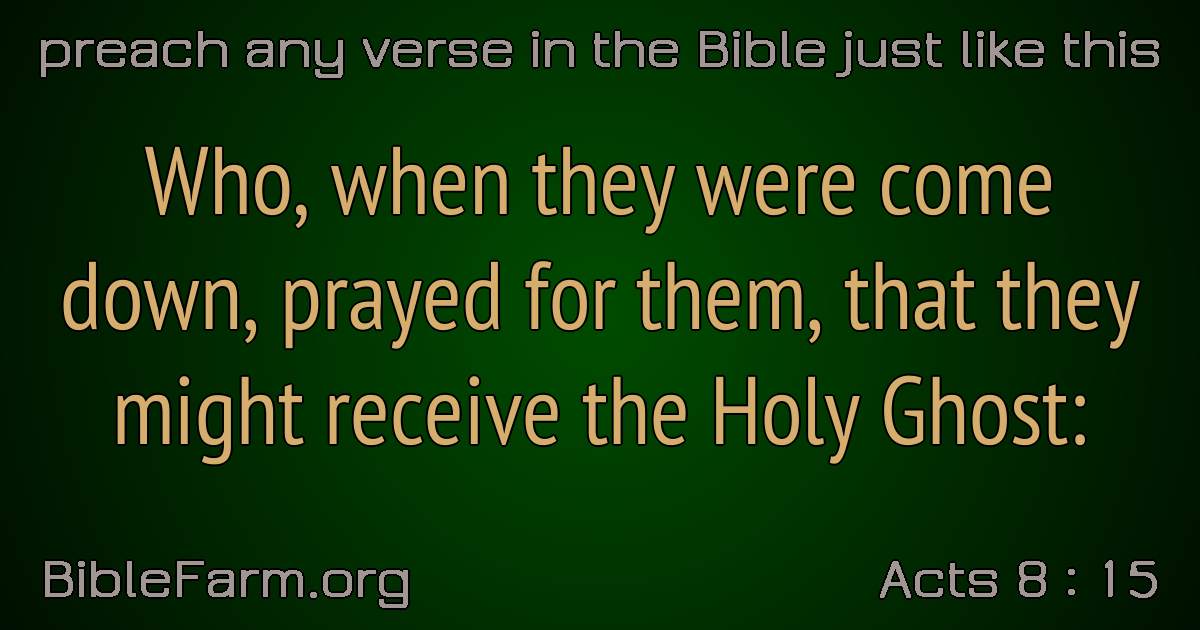 preach any verse in the Bible just like this
Who, when they were come
down, prayed for them, that they
might receive the Holy Ghost:
BibleFarm.org
Acts 8 : 15